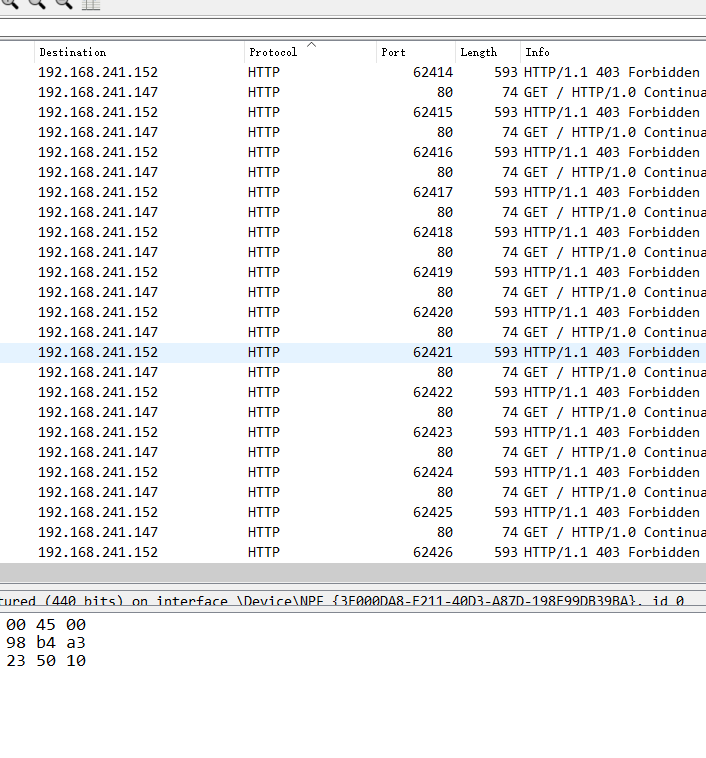 Destination Protocol Port Length Info
192.168.241.152 HTTP 62414 593 HTTP/1.1 403 Forbidden
192.168.241.147 HTTP 80 74 GET / HTTP/1.0 Continua
192.168.241.152 HTTP 62415 593 HTTP/1.1 403 Forbidden
192.168.241.147 HTTP 80 74 GET / HTTP/1.0 Continua
192.168.241.152 HTTP 62416 593 HTTP/1.1 403 Forbidden
192.168.241.147 HTTP 80 74 GET / HTTP/1.0 Continua
192.168.241.152 HTTP 62417 593 HTTP/1.1 403 Forbidden
192.168.241.147 HTTP 80 74 GET / HTTP/1.0 Continua
192.168.241.152 HTTP 62418 593 HTTP/1.1 403 Forbidden
192.168.241.147 HTTP 80 74 GET / HTTP/1.0 Continua
192.168.241.152 HTTP 62419 593 HTTP/1.1 403 Forbidden
192.168.241.147 HTTP 80 74 GET / HTTP/1.0 Continua
192.168.241.152 HTTP 62420 593 HTTP/1.1 403 Forbidden
192.168.241.147 HTTP 80 74 GET / HTTP/1.0 Continua
192.168.241.152 HTTP 62421 593 HTTP/1.1 403 Forbidden
192.168.241.147 HTTP 80 74 GET / HTTP/1.0 Continua
192.168.241.152 HTTP 62422 593 HTTP/1.1 403 Forbidden
192.168.241.147 HTTP 80 74 GET / HTTP/1.0 Continua
192.168.241.152 HTTP 62423 593 HTTP/1.1 403 Forbidden
192.168.241.147 HTTP 80 74 GET / HTTP/1.0 Continua
192.168.241.152 HTTP 62424 593 HTTP/1.1 403 Forbidden
192.168.241.147 HTTP 80 74 GET / HTTP/1.0 Continua
192.168.241.152 HTTP 62425 593 HTTP/1.1 403 Forbidden
192.168.241.147 HTTP 80 74 GET / HTTP/1.0 Continua
192.168.241.152 HTTP 62426 593 HTTP/1.1 403 Forbidden
tured (440 bits) on interface \Device\NPF_{3F000DA8-F211-40D3-A87D-198F99DB39BA}, id 0
00 45 00
98 b4 a3
23 50 10